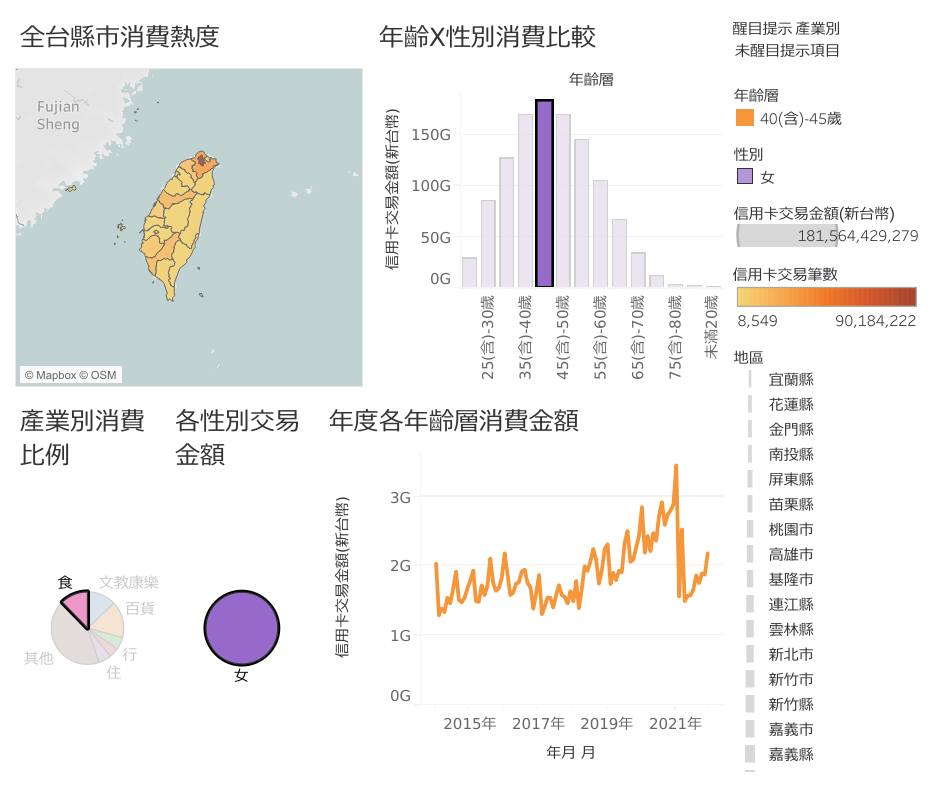 全台縣市消費熱度
Fujian
Sheng
© Mapbox © OSM
年齡X性別消費比較
年齡層
信用卡交易金額(新台幣)
150G
100G
50G
0G
25(含)-30歲
35(含)-40歲
45(含)-50歲
55(含)-60歲
65(含)-70歲
75(含)-80歲
未滿20歲
醒目提示 產業別
未醒目提示項目
年齡層
40(含)-45歲
性別
女
信用卡交易金額(新台幣)
181,564,429,279
信用卡交易筆數
8,549
90,184,222
地區
宜蘭縣
花蓮縣
金門縣
南投縣
屏東縣
苗栗縣
桃園市
高雄市
基隆市
連江縣
雲林縣
新北市
新竹市
新竹縣
嘉義市
嘉義縣
產業別消費
比例
食
文教康樂
百貨
行
住
其他
各性別交易
金額
女
年度各年齡層消費金額
信用卡交易金額(新台幣)
3G
2G
1G
0G
2015年
2017年
2019年
2021年
年月 月